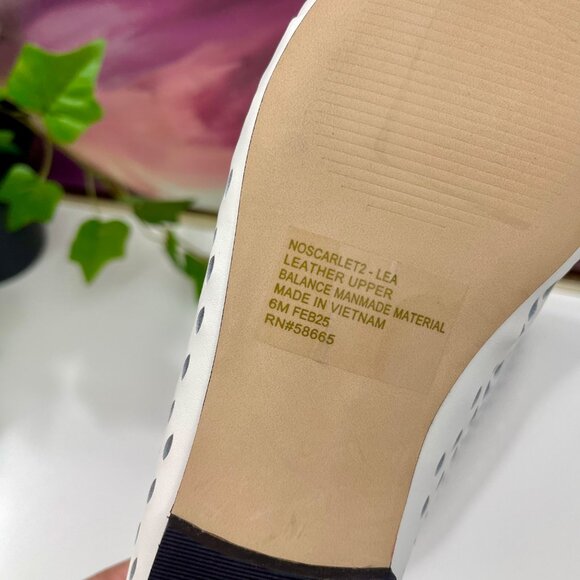 NOSCARLET2 - LEA
LEATHER UPPER
BALANCE MANMADE MATERIAL
MADE IN VIETNAM
6M FEB25
RN#58665